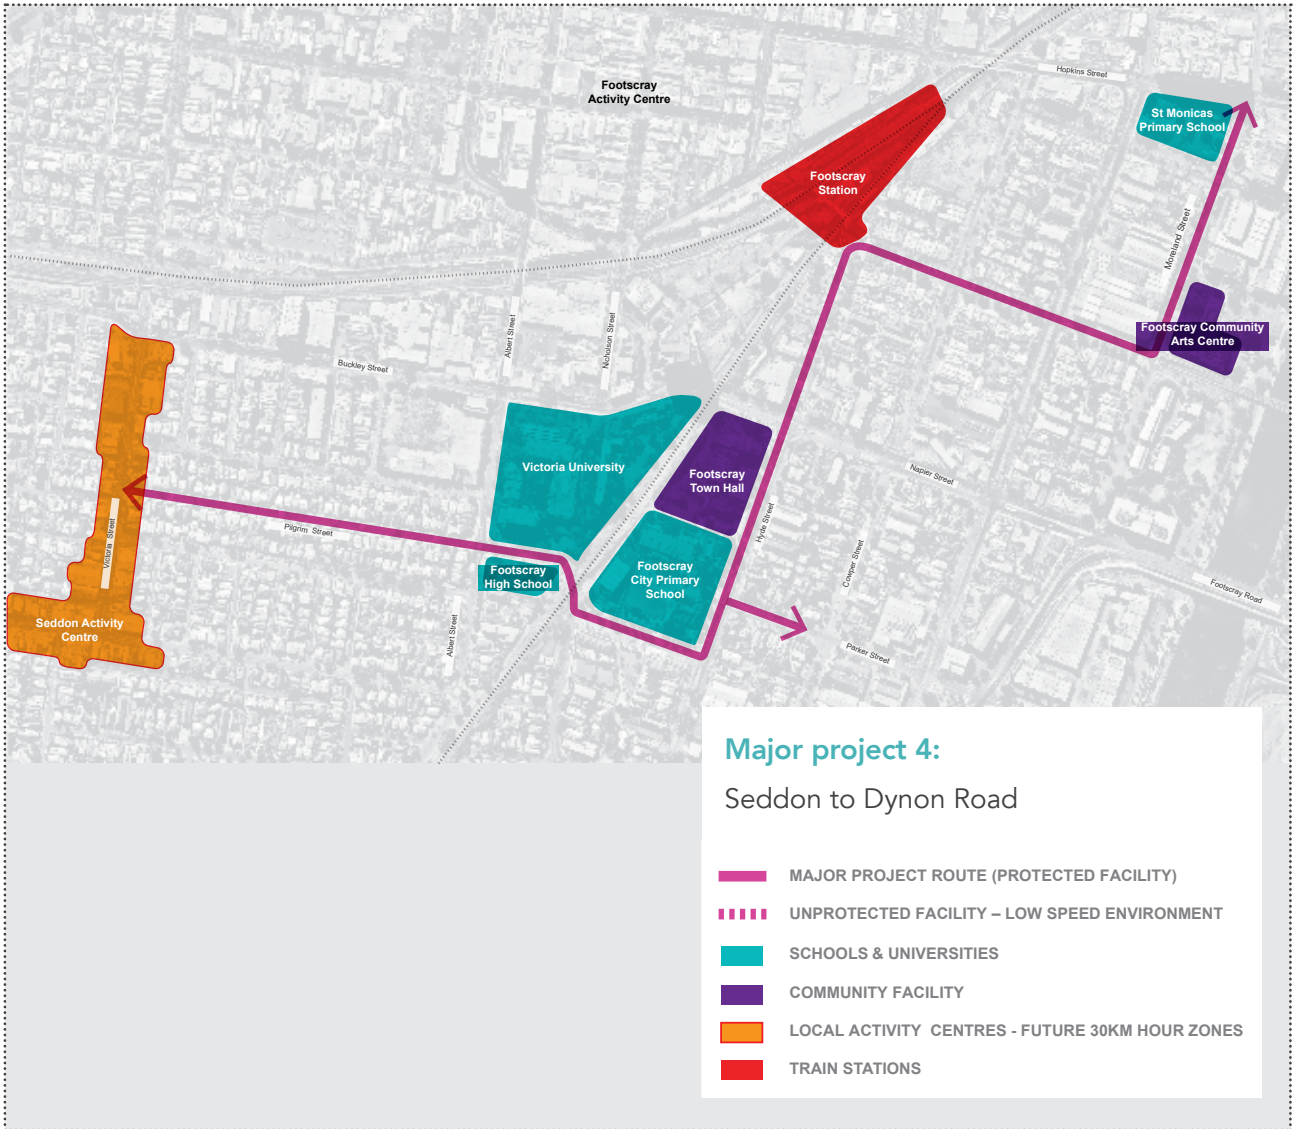 Hopkins Street
Footscray
Activity Centre
St Monicas
Primary School
Footscray
Station
Moreland Street
Footscray Community
Arts Centre
Albert Street
Nicholson Street
Buckley Street
Victoria University
Footscray
Town Hall
Napier Street
Hyde Street
Pilgrim Street
Victoria Street
Footscray
High School
Footscray
City Primary
School
Cowper Street
Footscray Road
Seddon Activity
Centre
Albert Street
Parker Street
Major project 4:
Seddon to Dynon Road
MAJOR PROJECT ROUTE (PROTECTED FACILITY)
UNPROTECTED FACILITY – LOW SPEED ENVIRONMENT
SCHOOLS & UNIVERSITIES
COMMUNITY FACILITY
LOCAL ACTIVITY CENTRES - FUTURE 30KM HOUR ZONES
TRAIN STATIONS